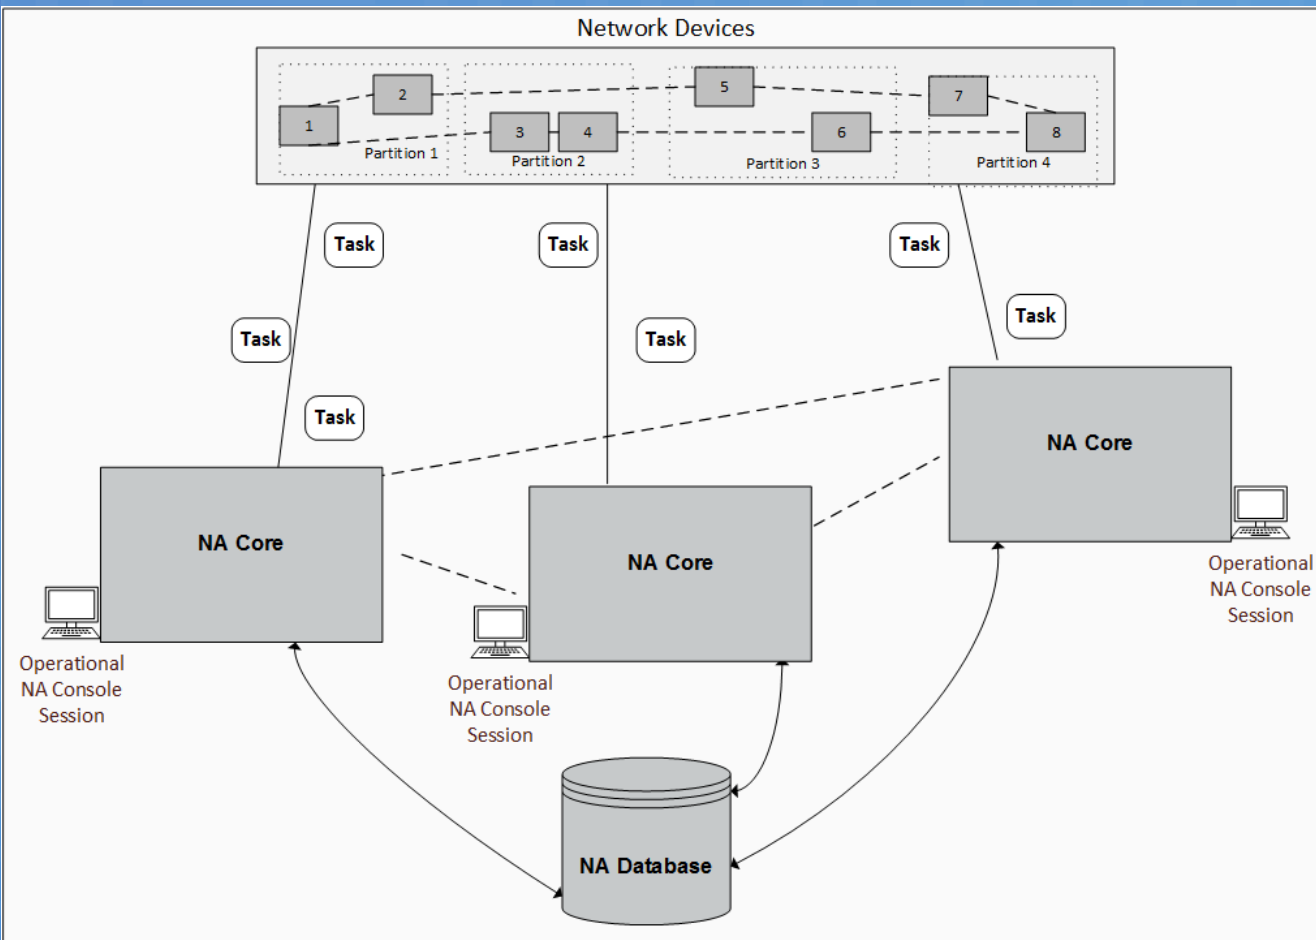 Network Devices
1
2
3
4
5
6
7
8
Partition 1
Partition 2
Partition 3
Partition 4
Task
Task
Task
Task
Task
Task
Task
NA Core
NA Core
NA Core
Operational
NA Console
Session
Operational
NA Console
Session
Operational
NA Console
Session
NA Database